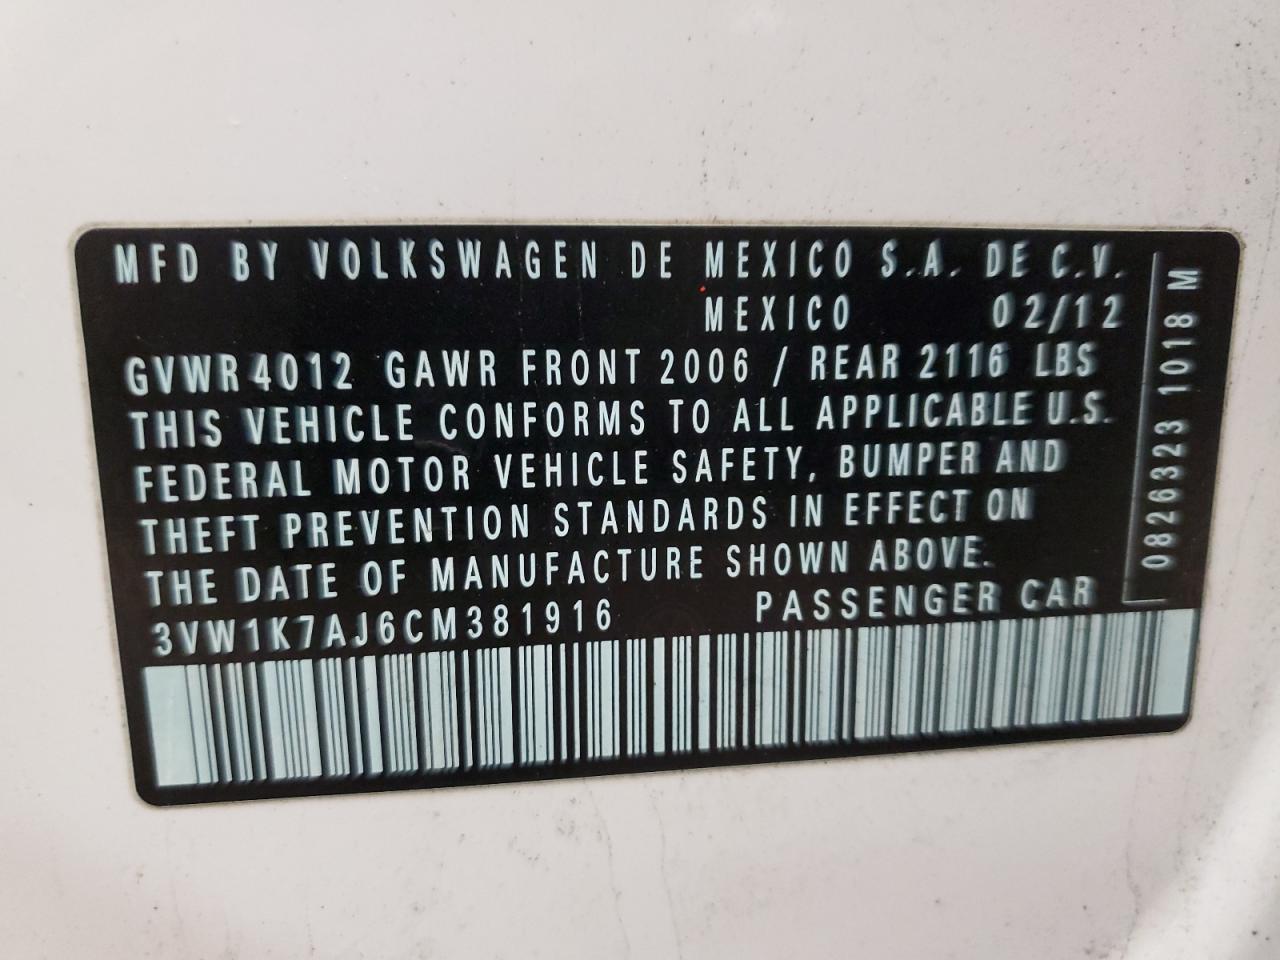 MFD BY VOLKSWAGEN DE MEXICO S.A. DE C.V.
MEXICO 02/12
GVWR 4012 GAWR FRONT 2006 / REAR 2116 LBS
THIS VEHICLE CONFORMS TO ALL APPLICABLE U.S.
FEDERAL MOTOR VEHICLE SAFETY, BUMPER AND
THEFT PREVENTION STANDARDS IN EFFECT ON
THE DATE OF MANUFACTURE SHOWN ABOVE.
3VW1K7AJ6CM381916 PASSENGER CAR
0826323 1018 M